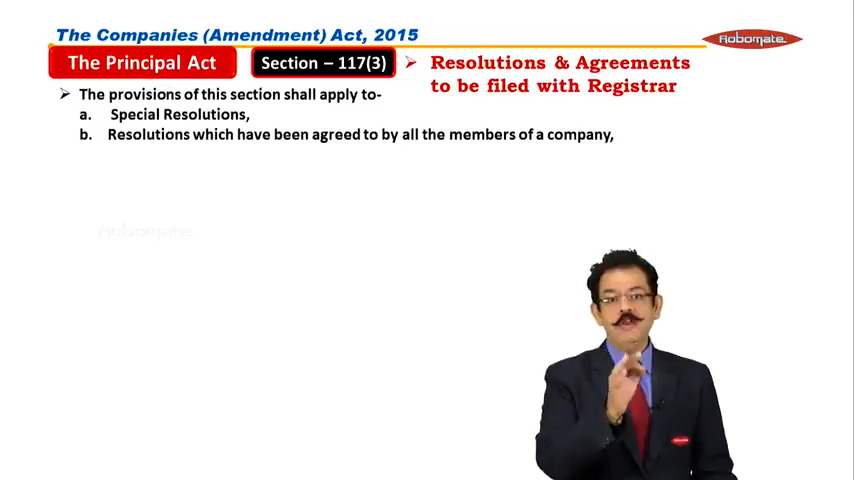 The Companies (Amendment) Act, 2015
Robomate
The Principal Act
Section – 117(3)
Resolutions & Agreements
to be filed with Registrar
The provisions of this section shall apply to-
a. Special Resolutions,
b. Resolutions which have been agreed to by all the members of a company,
Robomate